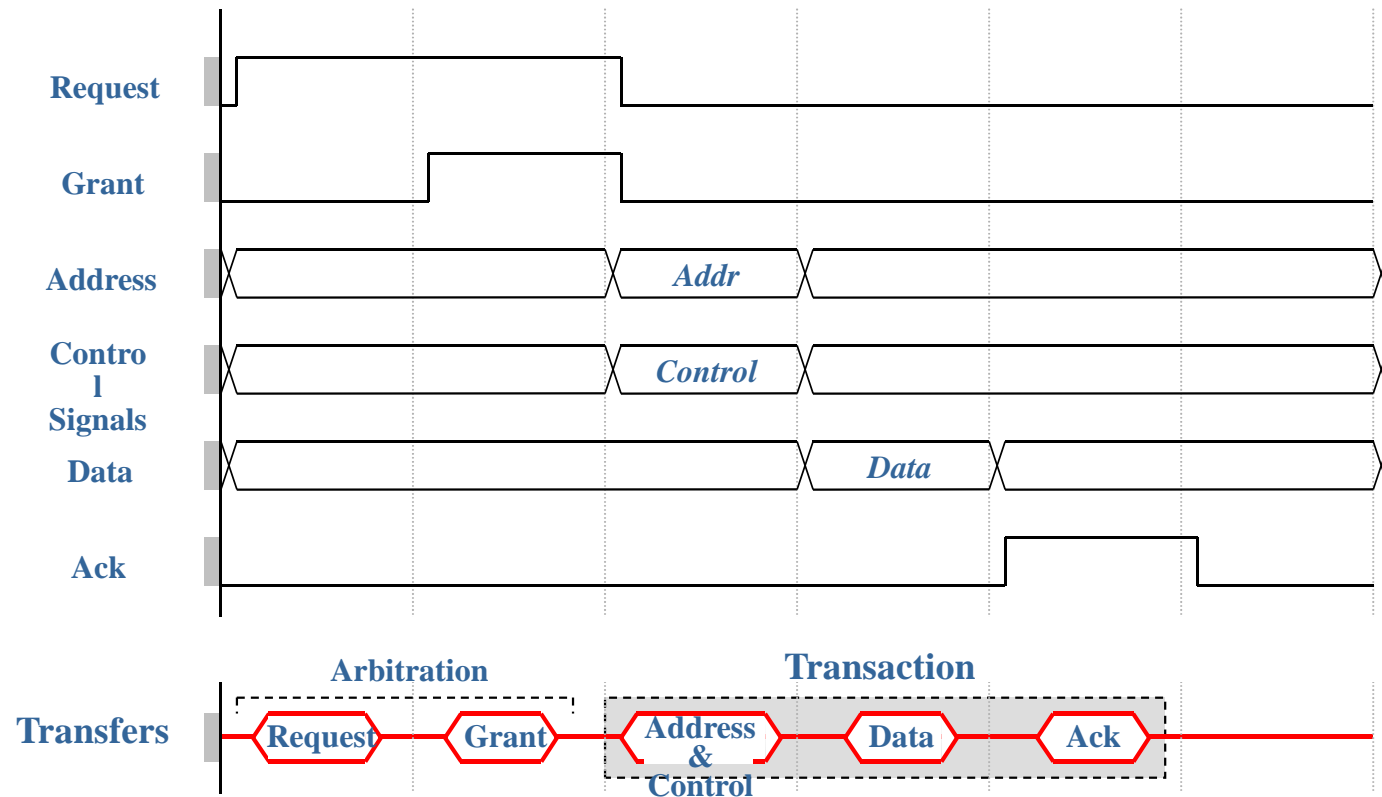 Request
Grant
Address
Addr
Contro
l
Signals
Control
Data
Data
Ack
Arbitration
Transaction
Transfers
Request
Grant
Address
&
Control
Data
Ack